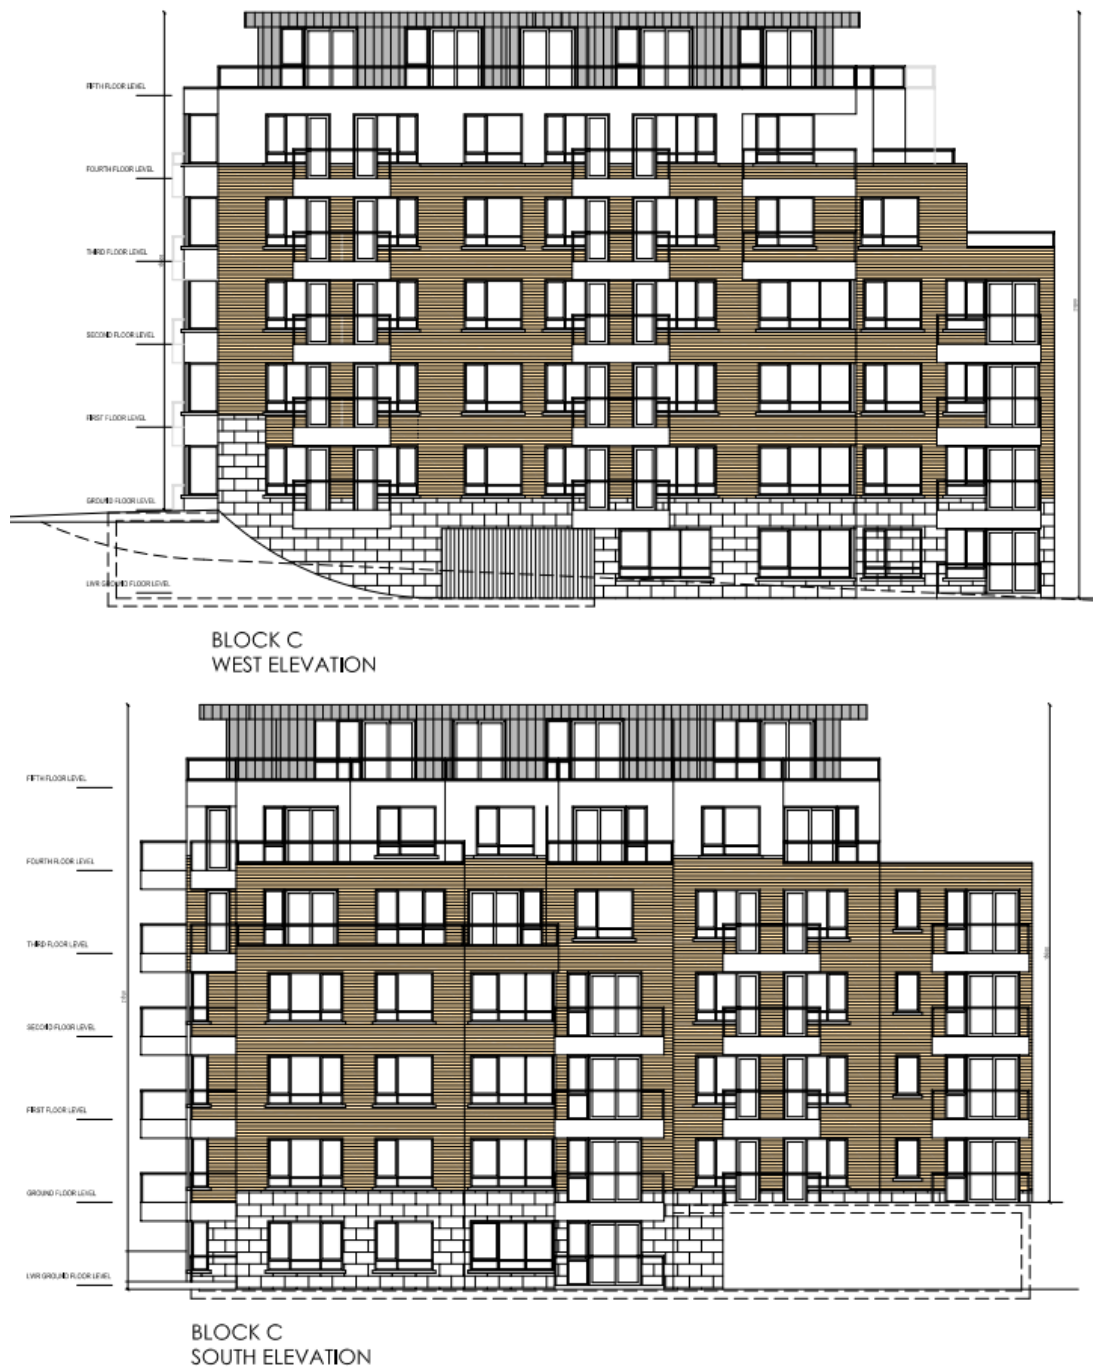 FIFTH FLOOR LEVEL
FOURTH FLOOR LEVEL
THIRD FLOOR LEVEL
SECOND FLOOR LEVEL
FIRST FLOOR LEVEL
GROUND FLOOR LEVEL
LWR GROUND FLOOR LEVEL
BLOCK C
WEST ELEVATION
FIFTH FLOOR LEVEL
FOURTH FLOOR LEVEL
THIRD FLOOR LEVEL
SECOND FLOOR LEVEL
FIRST FLOOR LEVEL
GROUND FLOOR LEVEL
LWR GROUND FLOOR LEVEL
BLOCK C
SOUTH ELEVATION